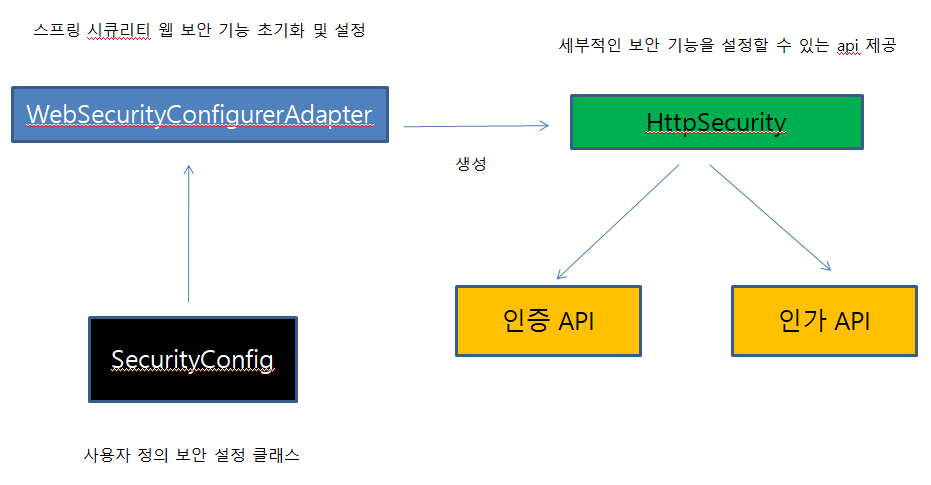 스프링 시큐리티 웹 보안 기능 초기화 및 설정
세부적인 보안 기능을 설정할 수 있는 api 제공
WebSecurityConfigurerAdapter
HttpSecurity
생성
인증 API
인가 API
SecurityConfig
사용자 정의 보안 설정 클래스